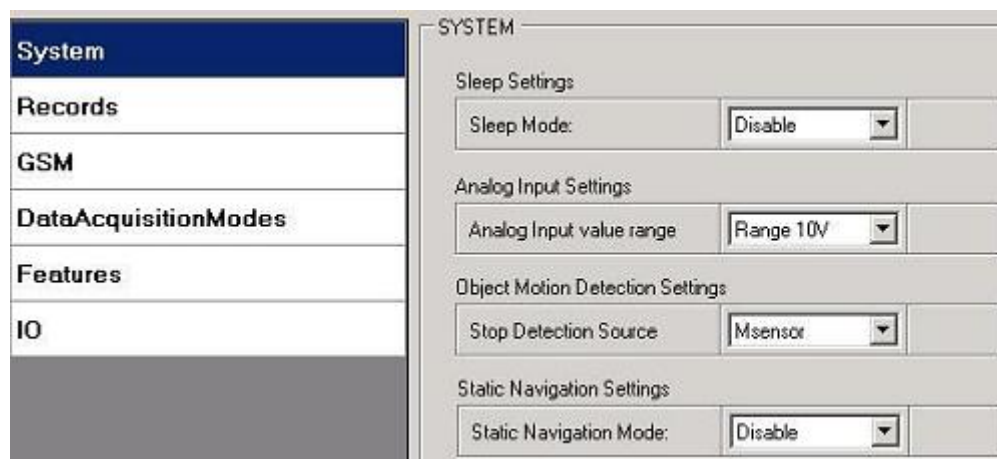 System
Records
GSM
DataAcquisitionModes
Features
IO
SYSTEM
Sleep Settings
Sleep Mode: Disable
Analog Input Settings
Analog Input value range Range 10V
Object Motion Detection Settings
Stop Detection Source Msensor
Static Navigation Settings
Static Navigation Mode: Disable